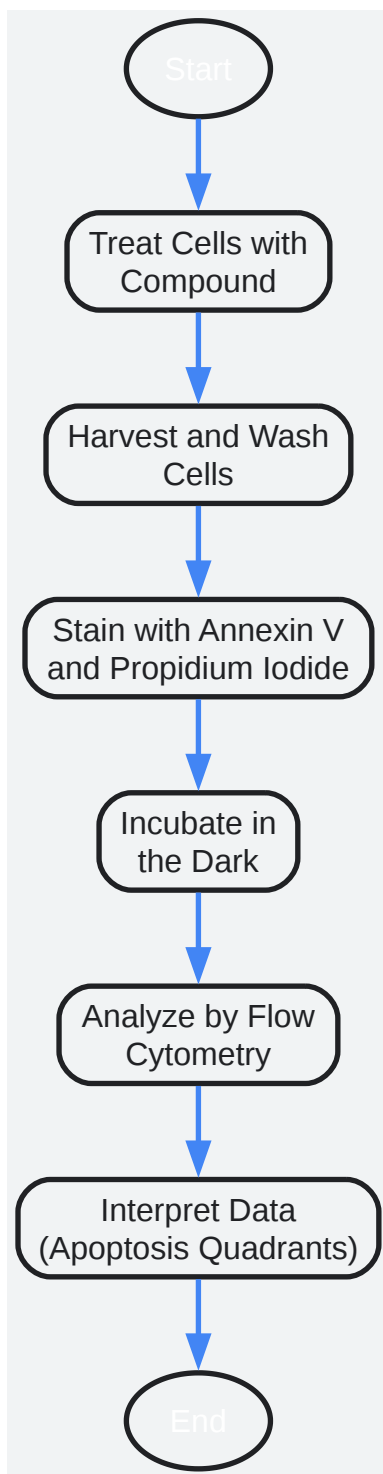 Start
Treat Cells with
Compound
Harvest and Wash
Cells
Stain with Annexin V
and Propidium Iodide
Incubate in
the Dark
Analyze by Flow
Cytometry
Interpret Data
(Apoptosis Quadrants)
End